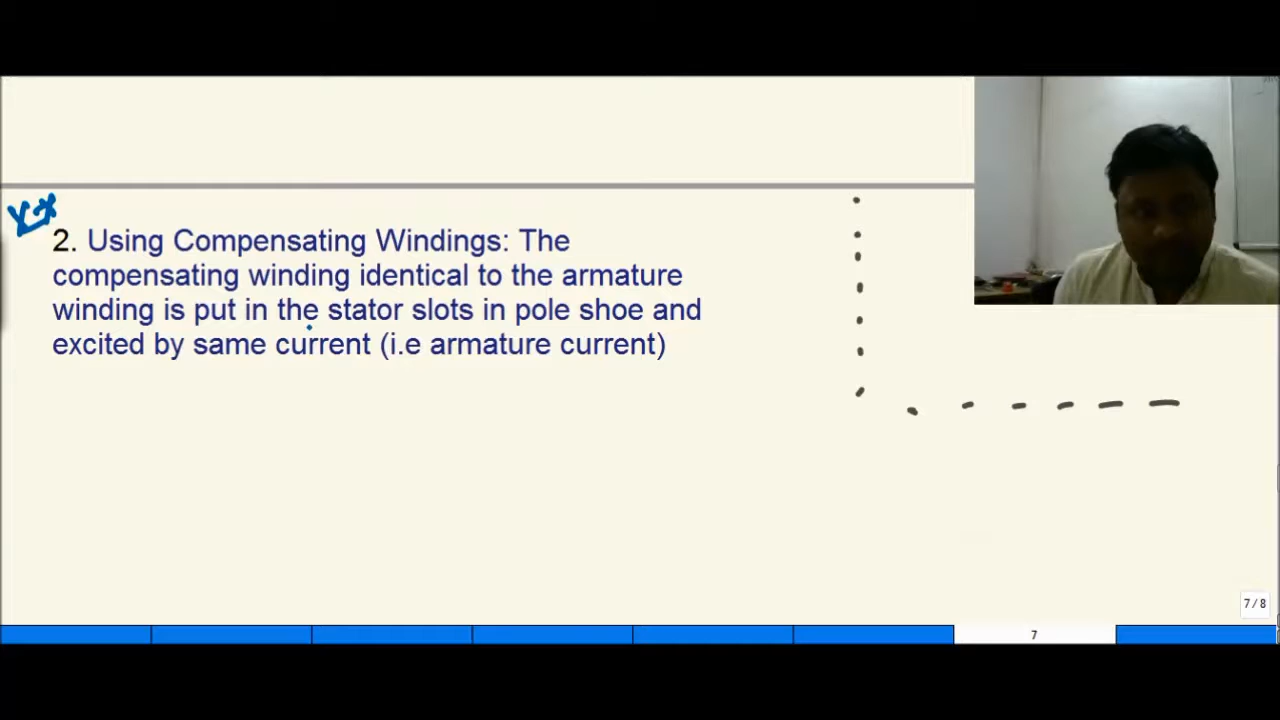 2. Using Compensating Windings: The
compensating winding identical to the armature
winding is put in the stator slots in pole shoe and
excited by same current (i.e armature current)
7/8
7